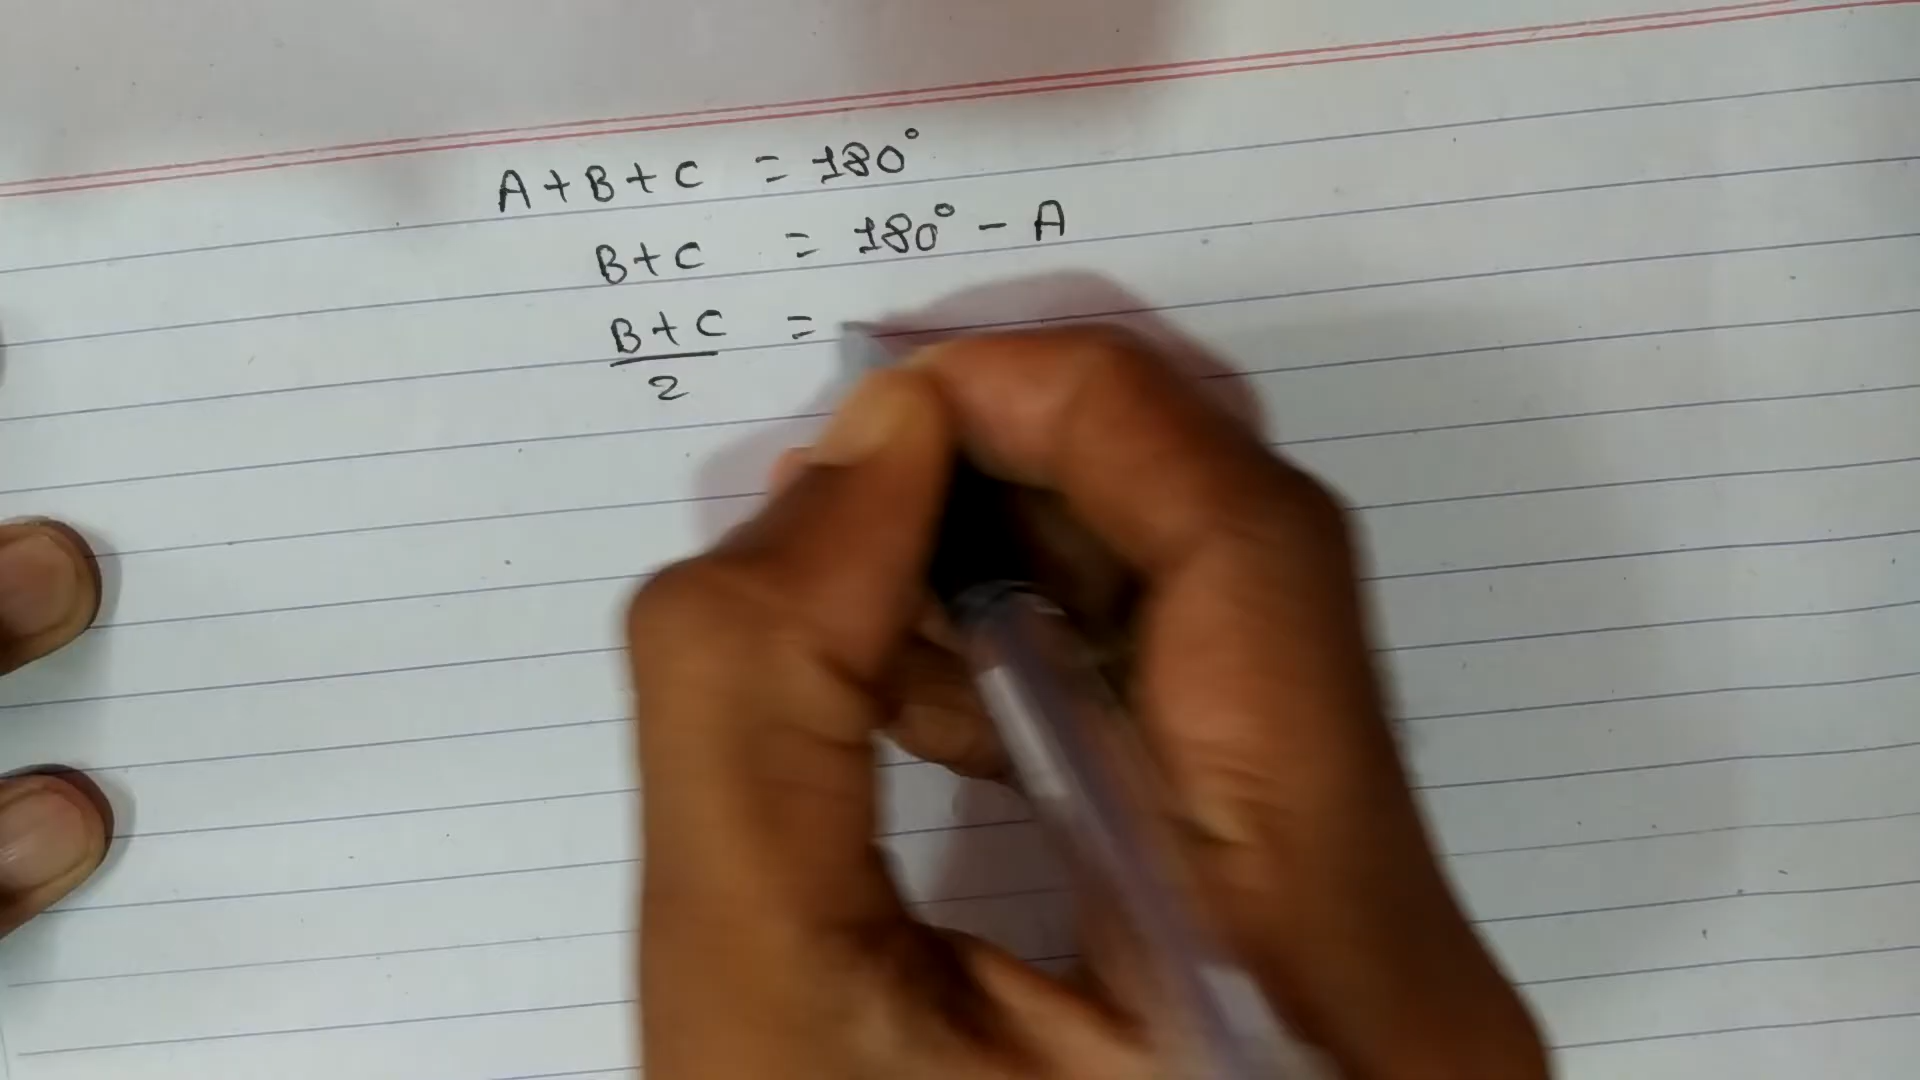 A + B + C = 180°
B + C = 180° - A
B + C =
2